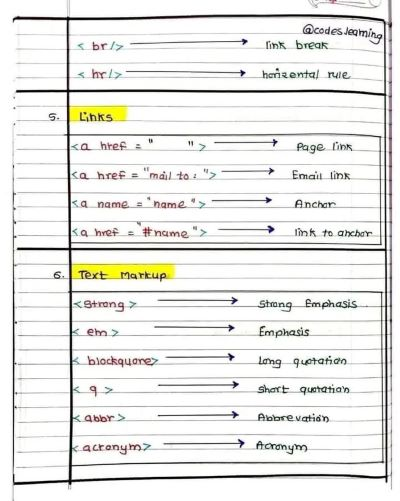 @codes.learning
< br/> → link break
< hr/> → horizental rule
5. Links
<a href = " "> → Page link
<a href = "mail to : "> → Email link
<a name = "name"> → Anchor
<a href = "#name"> → link to anchor
6. Text Markup
<strong> → Strong Emphasis
< em > → Emphasis
< blockquore> → Long quotation
< q > → Short quotation
<abbr> → Abbrevation
<acronym> → Acronym